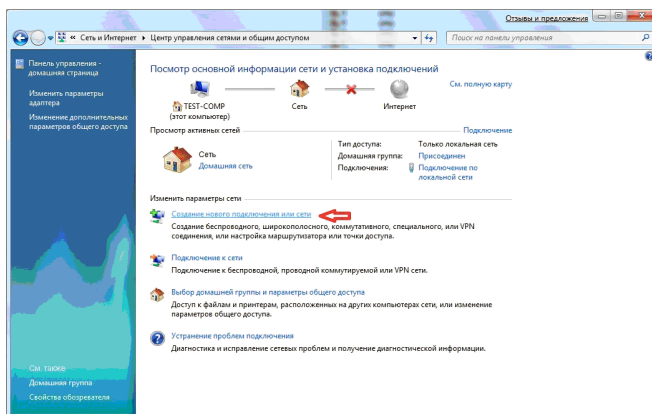 Отзывы и предложения
« Сеть и Интернет ▸ Центр управления сетями и общим доступом
Поиск на панели управления
Панель управления -
домашняя страница
Изменить параметры
адаптера
Изменение дополнительных
параметров общего доступа
См. также
Домашняя группа
Свойства обозревателя
Посмотр основной информации сети и установка подключений
См. полную карту
TEST-COMP
(этот компьютер)
Сеть
Интернет
Просмотр активных сетей
Подключение
Сеть
Домашняя сеть
Тип доступа: Только локальная сеть
Домашняя группа: Присоединен
Подключения: Подключение по
локальной сети
Изменить параметры сети
Создание нового подключения или сети
Создание беспроводного, широкополосного, коммутативного, специального, или VPN
соединения, или настройка маршрутизатора или точки доступа.
Подключение к сети
Подключение к беспроводной, проводной коммутируемой или VPN сети.
Выбор домашней группы и параметры общего доступа
Доступ к файлам и принтерам, расположенных на других компьютерах сети, или изменение
параметров общего доступа.
Устранение проблем подключения
Диагностика и исправление сетевых проблем и получение диагностической информации.